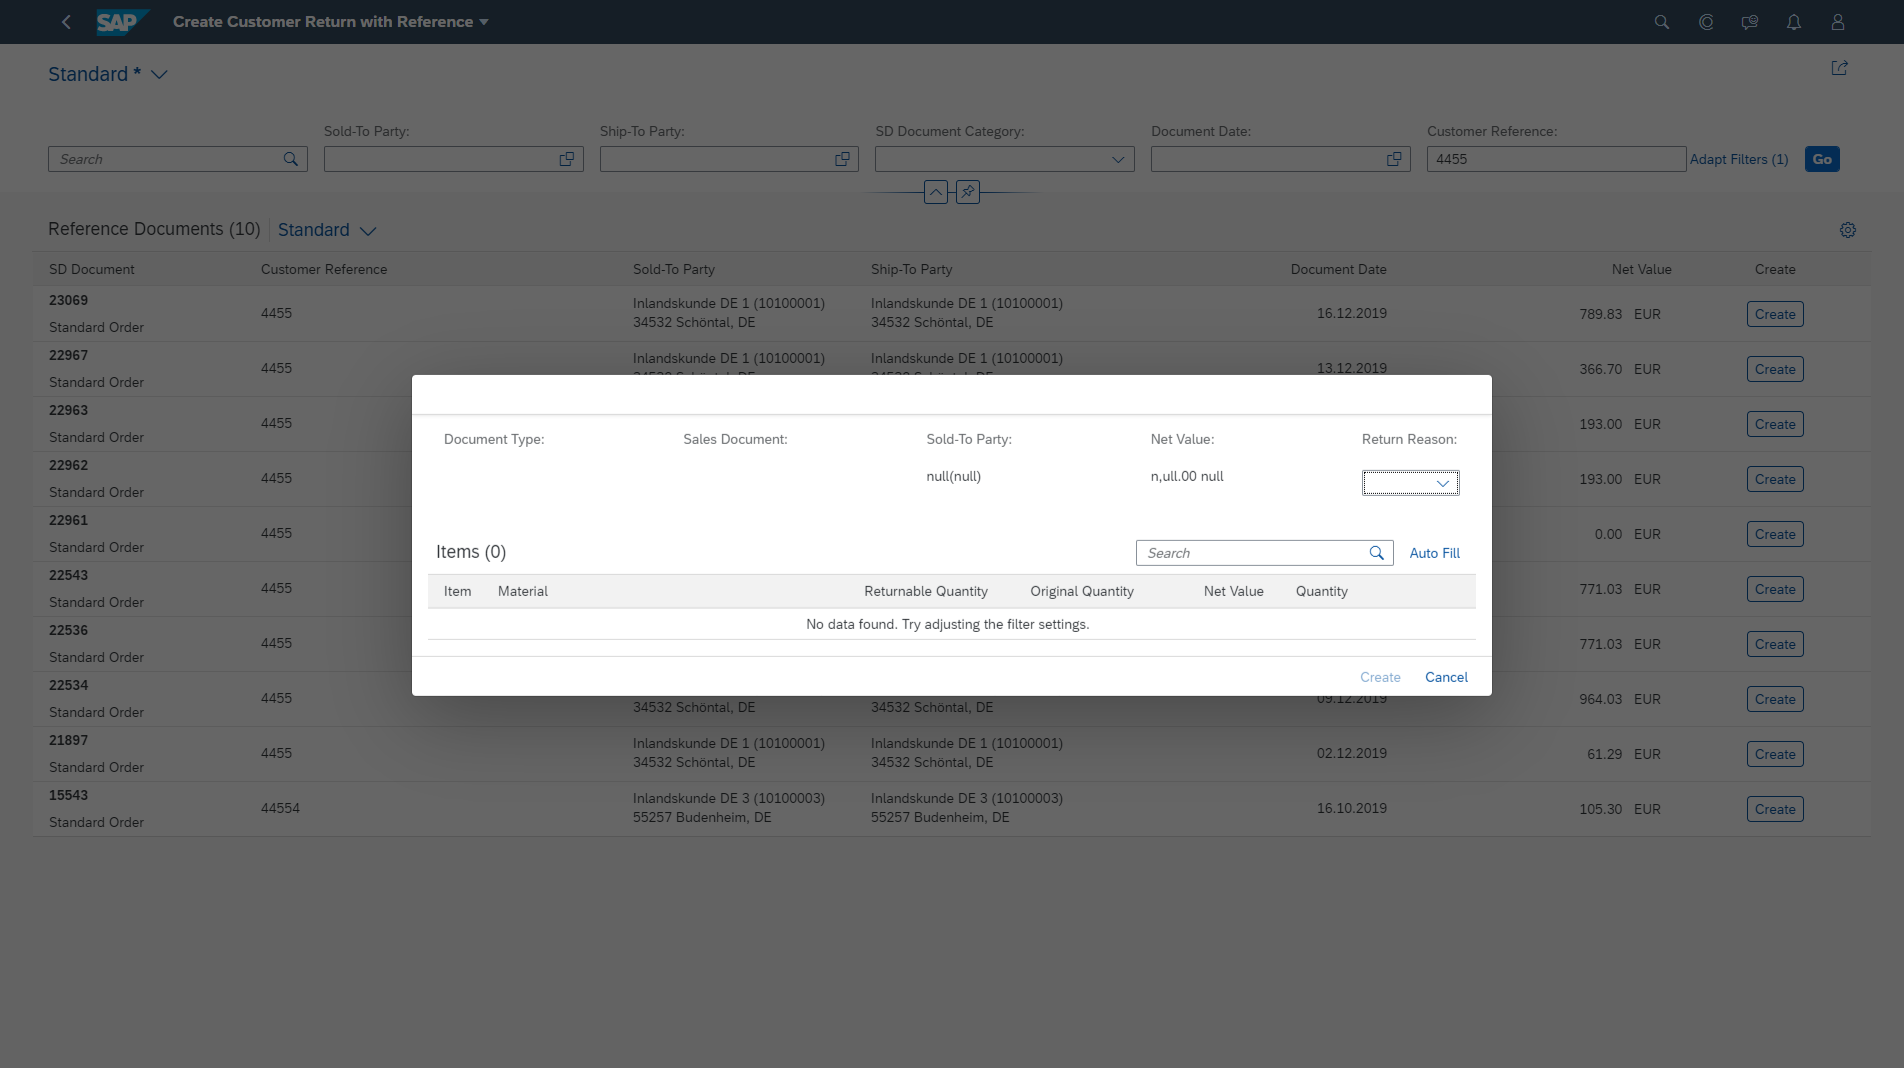 SAP Create Customer Return with Reference
Standard *
Sold-To Party: Ship-To Party: SD Document Category: Document Date: Customer Reference:
Search 4455 Adapt Filters (1) Go
Reference Documents (10) Standard
SD Document Customer Reference Sold-To Party Ship-To Party Document Date Net Value Create
23069
Standard Order 4455 Inlandskunde DE 1 (10100001) Inlandskunde DE 1 (10100001) 16.12.2019 789.83 EUR Create
34532 Schöntal, DE 34532 Schöntal, DE
22967
Standard Order 4455 Inlandskunde DE 1 (10100001) Inlandskunde DE 1 (10100001) 13.12.2019 366.70 EUR Create
22963
Standard Order 4455 193.00 EUR Create
22962
Standard Order 4455 193.00 EUR Create
22961
Standard Order 4455 0.00 EUR Create
22543
Standard Order 4455 771.03 EUR Create
22536
Standard Order 4455 771.03 EUR Create
22534
Standard Order 4455 34532 Schöntal, DE 34532 Schöntal, DE 09.12.2019 964.03 EUR Create
21897
Standard Order 4455 Inlandskunde DE 1 (10100001) Inlandskunde DE 1 (10100001) 02.12.2019 61.29 EUR Create
34532 Schöntal, DE 34532 Schöntal, DE
15543
Standard Order 44554 Inlandskunde DE 3 (10100003) Inlandskunde DE 3 (10100003) 16.10.2019 105.30 EUR Create
55257 Budenheim, DE 55257 Budenheim, DE
Document Type: Sales Document: Sold-To Party: Net Value: Return Reason:
null(null) n,ull.00 null
Items (0) Search Auto Fill
Item Material Returnable Quantity Original Quantity Net Value Quantity
No data found. Try adjusting the filter settings.
Create Cancel